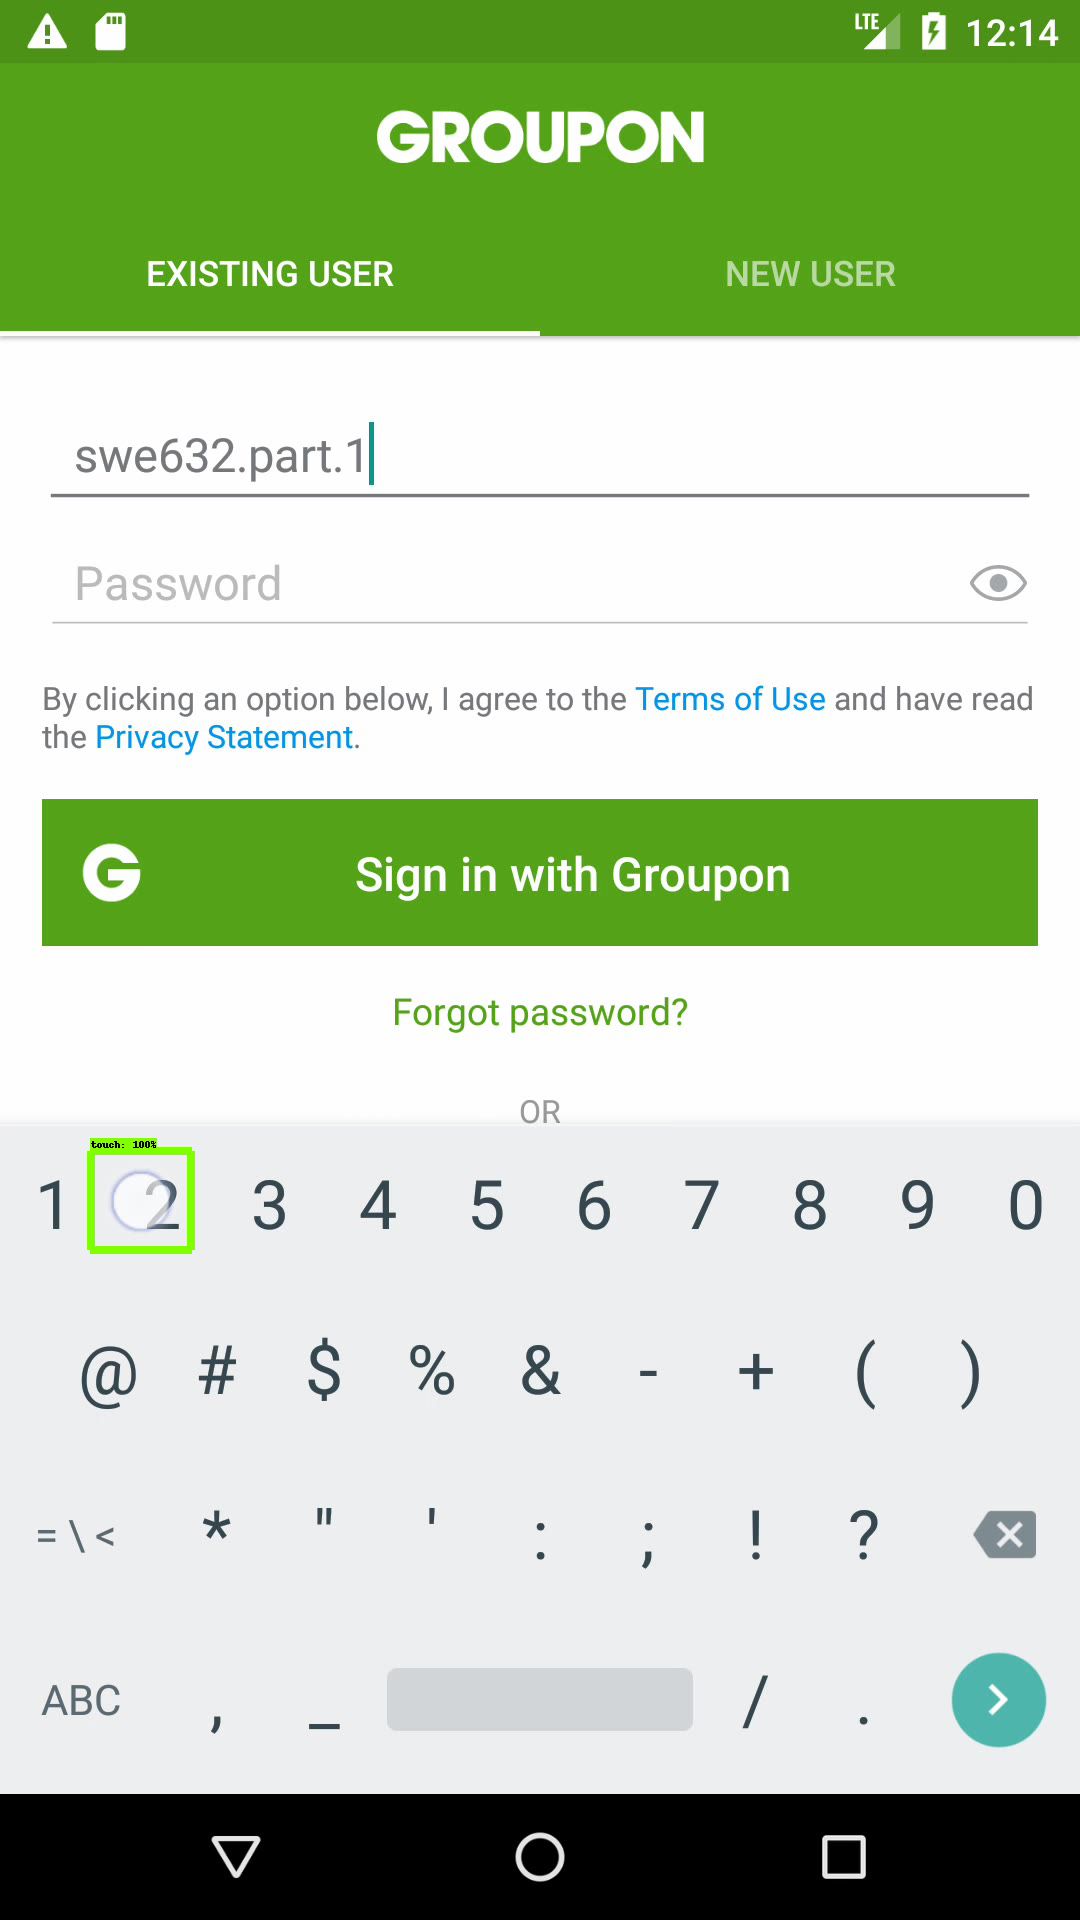 LTE 12:14
GROUPON
EXISTING USER NEW USER
swe632.part.1
Password
By clicking an option below, I agree to the Terms of Use and have read
the Privacy Statement.
G Sign in with Groupon
Forgot password?
OR
touch: 100%
1 2 3 4 5 6 7 8 9 0
@ # $ % & - + ( )
= \ < * " ' : ; ! ?
ABC , _ / .